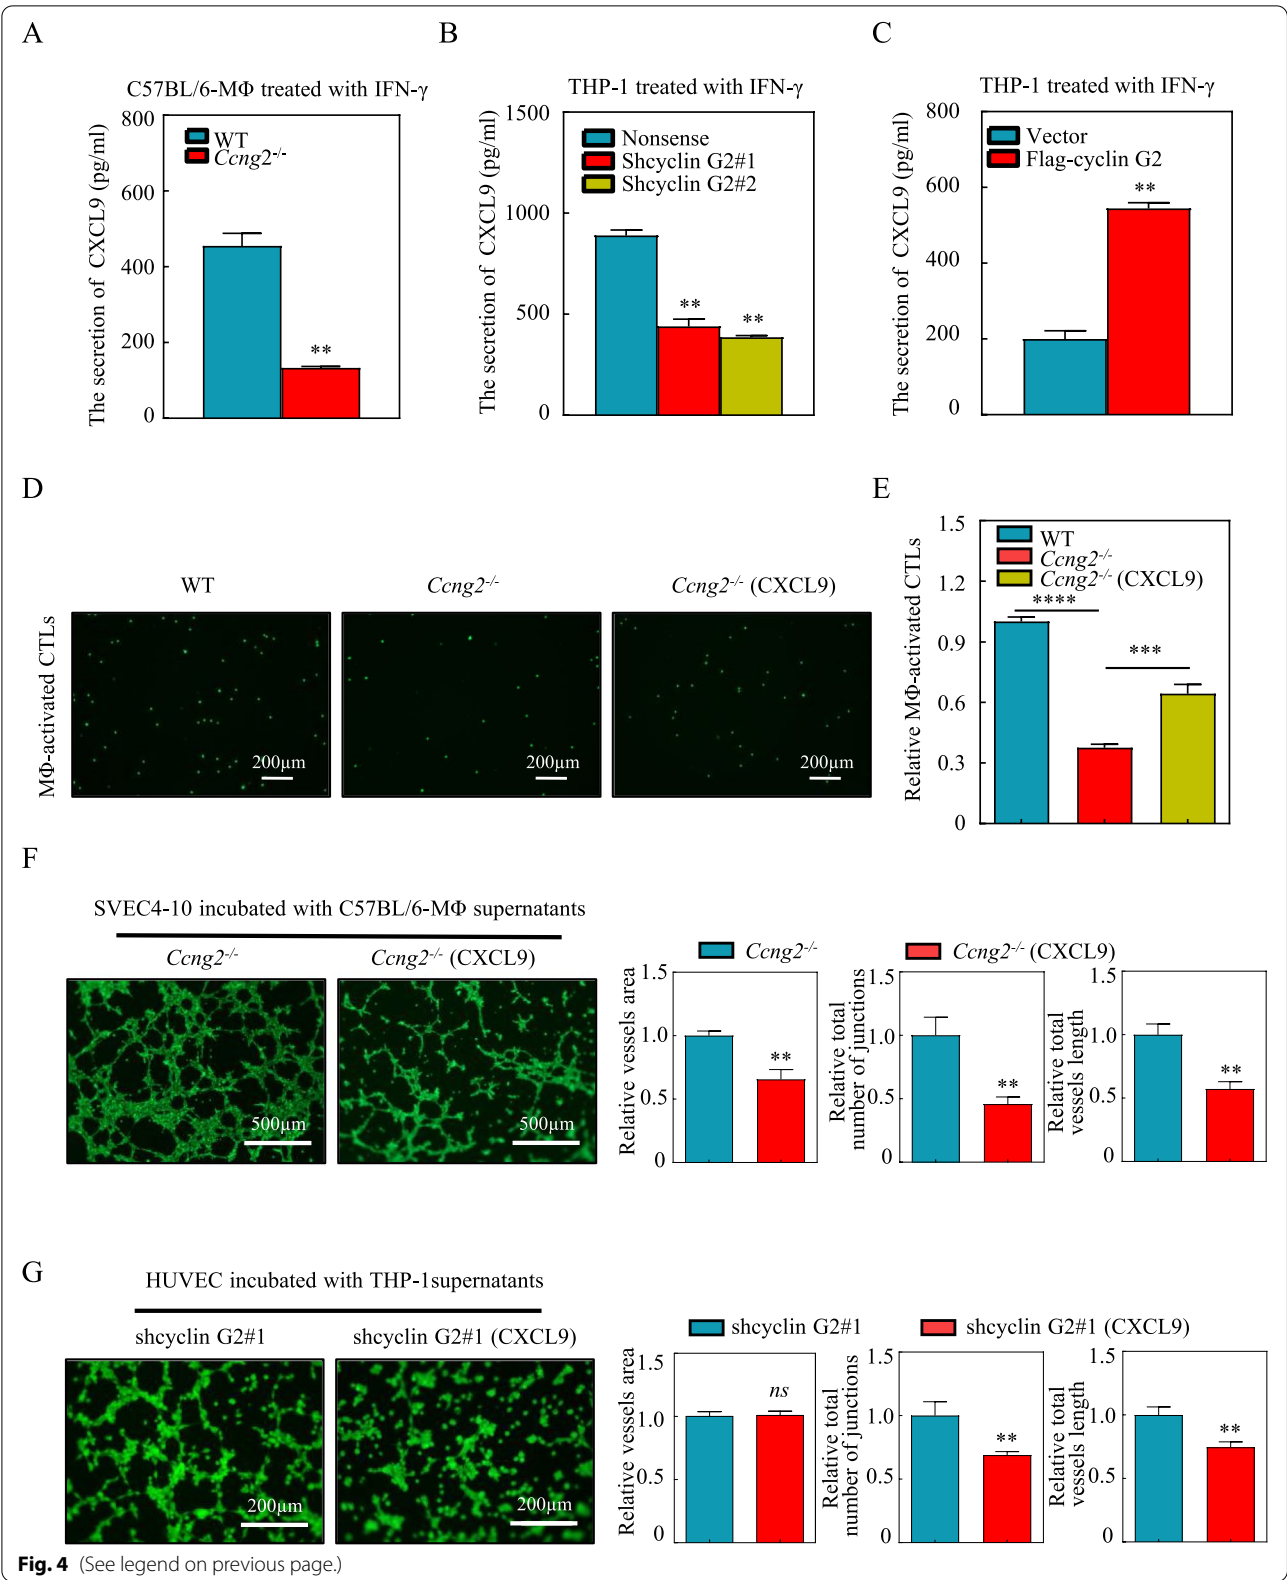 A
C57BL/6-MΦ treated with IFN-γ
The secretion of CXCL9 (pg/ml)
800
600
400
200
0
WT
Ccng2-/-
**
B
THP-1 treated with IFN-γ
The secretion of CXCL9 (pg/ml)
1500
1000
500
0
Nonsense
Shcyclin G2#1
Shcyclin G2#2
**
**
C
THP-1 treated with IFN-γ
The secretion of CXCL9 (pg/ml)
800
600
400
200
0
Vector
Flag-cyclin G2
**
D
WT
Ccng2-/-
Ccng2-/- (CXCL9)
MΦ-activated CTLs
200μm
200μm
200μm
E
Relative MΦ-activated CTLs
1.5
1.2
0.9
0.6
0.3
0
WT
Ccng2-/-
Ccng2-/- (CXCL9)
****
***
F
SVEC4-10 incubated with C57BL/6-MΦ supernatants
Ccng2-/-
Ccng2-/- (CXCL9)
500μm
500μm
Ccng2-/-
Ccng2-/- (CXCL9)
Relative vessels area
1.5
1.0
0.5
0
**
Relative total
number of junctions
1.5
1.0
0.5
0
**
Relative total
vessels length
1.5
1.0
0.5
0
**
G
HUVEC incubated with THP-1supernatants
shcyclin G2#1
shcyclin G2#1 (CXCL9)
200μm
200μm
shcyclin G2#1
shcyclin G2#1 (CXCL9)
Relative vessels area
1.5
1.0
0.5
0
ns
Relative total
number of junctions
1.5
1.0
0.5
0
**
Relative total
vessels length
1.5
1.0
0.5
0
**
Fig. 4 (See legend on previous page.)